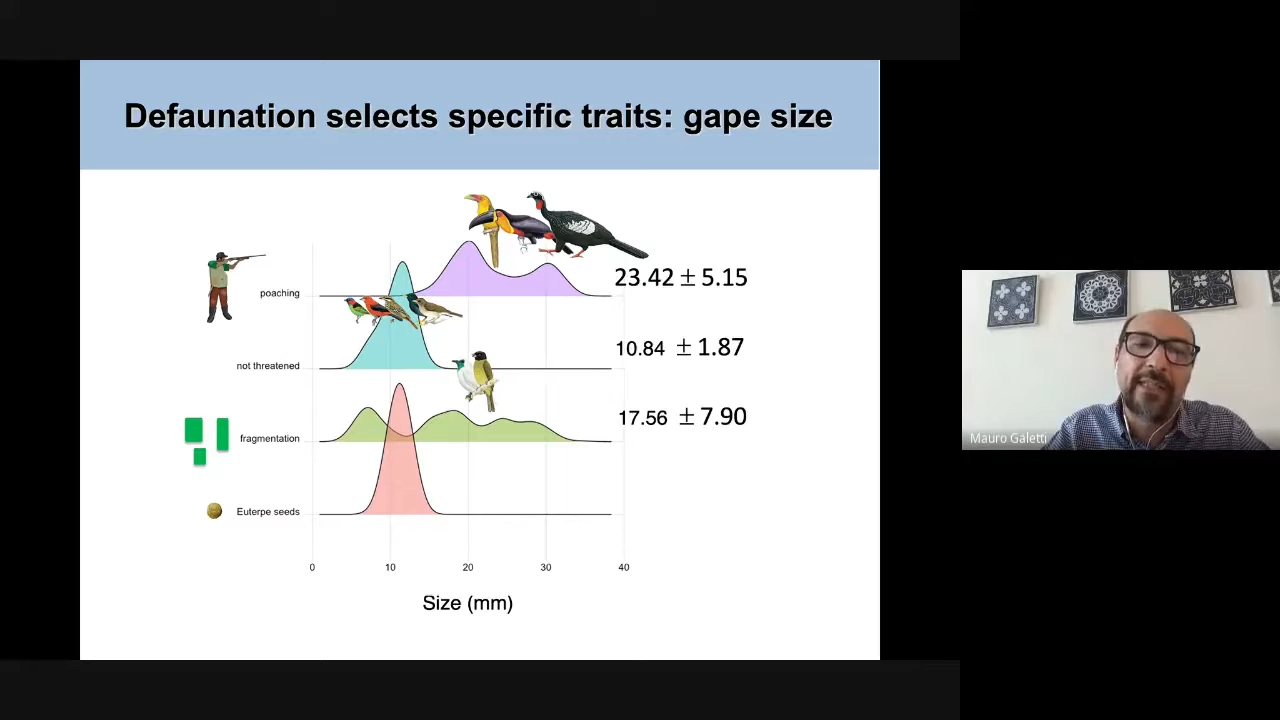 Defaunation selects specific traits: gape size
poaching
23.42 ± 5.15
not threatened
10.84 ± 1.87
fragmentation
17.56 ± 7.90
Euterpe seeds
0 10 20 30 40
Size (mm)
Mauro Galetti